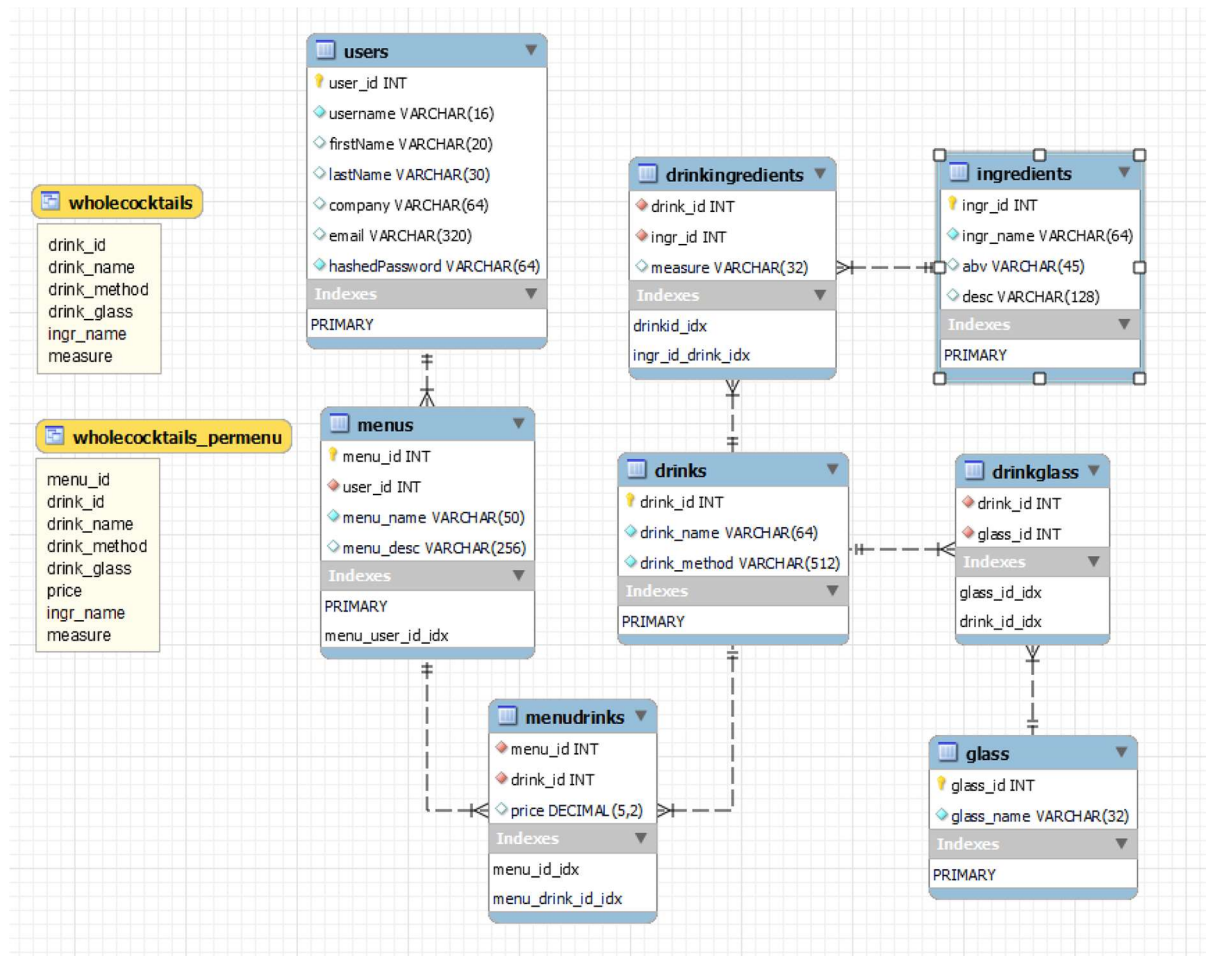 users
user_id INT
username VARCHAR(16)
firstName VARCHAR(20)
lastName VARCHAR(30)
company VARCHAR(64)
email VARCHAR(320)
hashedPassword VARCHAR(64)
Indexes
PRIMARY
wholecocktails
drink_id
drink_name
drink_method
drink_glass
ingr_name
measure
drinkingredients
drink_id INT
ingr_id INT
measure VARCHAR(32)
Indexes
drinkid_idx
ingr_id_drink_idx
ingredients
ingr_id INT
ingr_name VARCHAR(64)
abv VARCHAR(45)
desc VARCHAR(128)
Indexes
PRIMARY
wholecocktails_permenu
menu_id
drink_id
drink_name
drink_method
drink_glass
price
ingr_name
measure
menus
menu_id INT
user_id INT
menu_name VARCHAR(50)
menu_desc VARCHAR(256)
Indexes
PRIMARY
menu_user_id_idx
drinks
drink_id INT
drink_name VARCHAR(64)
drink_method VARCHAR(512)
Indexes
PRIMARY
drinkglass
drink_id INT
glass_id INT
Indexes
glass_id_idx
drink_id_idx
menudrinks
menu_id INT
drink_id INT
price DECIMAL(5,2)
Indexes
menu_id_idx
menu_drink_id_idx
glass
glass_id INT
glass_name VARCHAR(32)
Indexes
PRIMARY